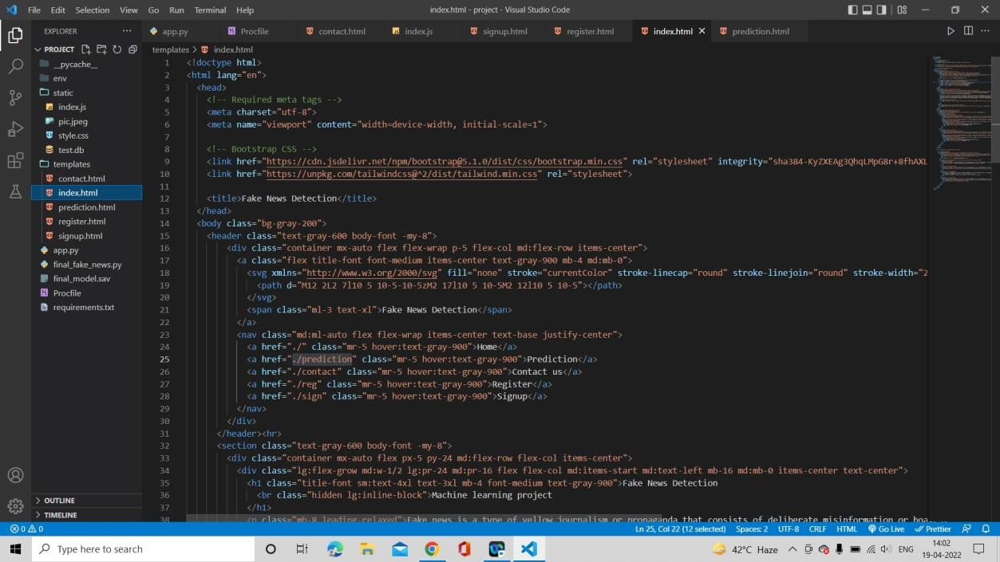 File Edit Selection View Go Run Terminal Help index.html - project - Visual Studio Code
EXPLORER ···
app.py Procfile contact.html index.js signup.html register.html index.html × prediction.html
PROJECT
__pycache__
env
static
index.js
pic.jpeg
style.css
test.db
templates
contact.html
index.html
prediction.html
register.html
signup.html
app.py
final_fake_news.py
final_model.sav
Procfile
requirements.txt
OUTLINE
TIMELINE
templates > index.html
1 <!doctype html>
2 <html lang="en">
3 <head>
4 <!-- Required meta tags -->
5 <meta charset="utf-8">
6 <meta name="viewport" content="width=device-width, initial-scale=1">
7
8 <!-- Bootstrap CSS -->
9 <link href="https://cdn.jsdelivr.net/npm/bootstrap@5.1.0/dist/css/bootstrap.min.css" rel="stylesheet" integrity="sha384-KyZXEAg3QhqLMpG8r+8fhAXL
10 <link href="https://unpkg.com/tailwindcss@^2/dist/tailwind.min.css" rel="stylesheet">
11
12 <title>Fake News Detection</title>
13 </head>
14 <body class="bg-gray-200">
15 <header class="text-gray-600 body-font -my-8">
16 <div class="container mx-auto flex flex-wrap p-5 flex-col md:flex-row items-center">
17 <a class="flex title-font font-medium items-center text-gray-900 mb-4 md:mb-0">
18 <svg xmlns="http://www.w3.org/2000/svg" fill="none" stroke="currentColor" stroke-linecap="round" stroke-linejoin="round" stroke-width="2
19 <path d="M12 2L2 7l10 5 10-5-10-5zM2 17l10 5 10-5M2 12l10 5 10-5"></path>
20 </svg>
21 <span class="ml-3 text-xl">Fake News Detection</span>
22 </a>
23 <nav class="md:ml-auto flex flex-wrap items-center text-base justify-center">
24 <a href="./" class="mr-5 hover:text-gray-900">Home</a>
25 <a href="./prediction" class="mr-5 hover:text-gray-900">Prediction</a>
26 <a href="./contact" class="mr-5 hover:text-gray-900">Contact us</a>
27 <a href="./reg" class="mr-5 hover:text-gray-900">Register</a>
28 <a href="./sign" class="mr-5 hover:text-gray-900">Signup</a>
29 </nav>
30 </div>
31 </header><hr>
32 <section class="text-gray-600 body-font -my-8">
33 <div class="container mx-auto flex px-5 py-24 md:flex-row flex-col items-center">
34 <div class="lg:flex-grow md:w-1/2 lg:pr-24 md:pr-16 flex flex-col md:items-start md:text-left mb-16 md:mb-0 items-center text-center">
35 <h1 class="title-font sm:text-4xl text-3xl mb-4 font-medium text-gray-900">Fake News Detection
36 <br class="hidden lg:inline-block">Machine learning project
37 </h1>
38 <p class="mb-8 leading-relaxed">Fake news is a type of yellow journalism or propaganda that consists of deliberate misinformation or hoa
0 0 Ln 25, Col 22 (12 selected) Spaces: 2 UTF-8 CRLF HTML Go Live Prettier
Type here to search 42°C Haze ENG 14:02
19-04-2022